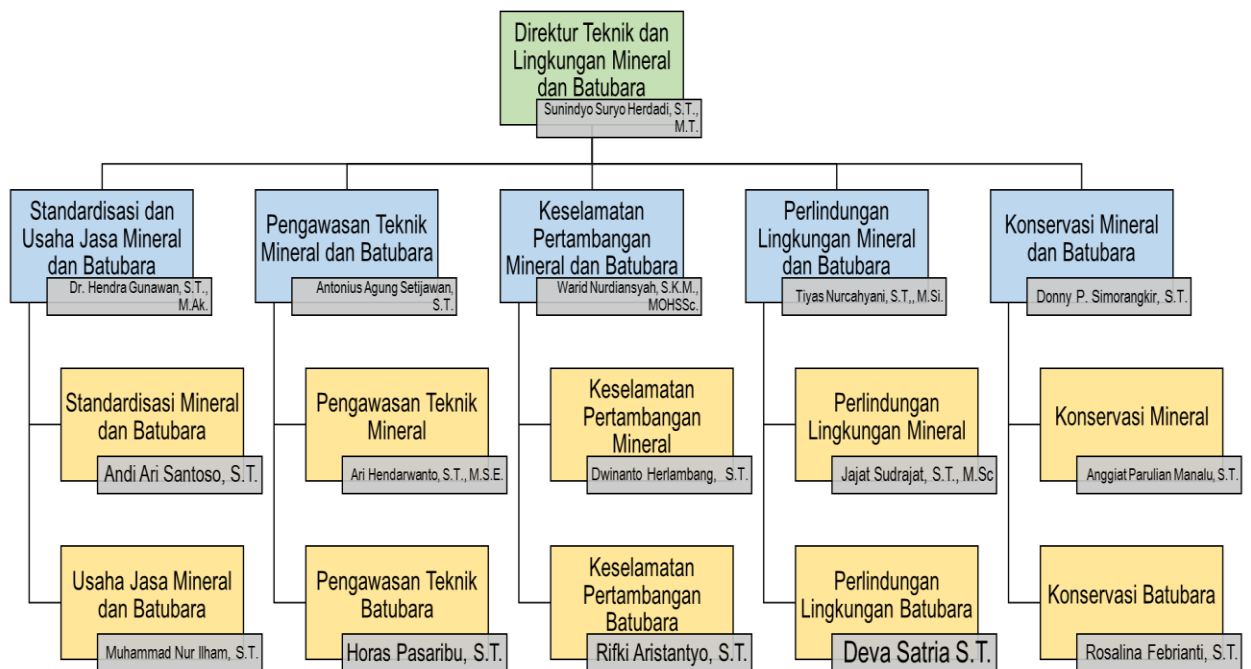 Direktur Teknik dan
Lingkungan Mineral
dan Batubara
Sunindyo Suryo Herdadi, S.T.,
M.T.
Standardisasi dan
Usaha Jasa Mineral
dan Batubara
Dr. Hendra Gunawan, S.T.,
M.Ak.
Pengawasan Teknik
Mineral dan Batubara
Antonius Agung Setijawan,
S.T.
Keselamatan
Pertambangan
Mineral dan Batubara
Warid Nurdiansyah, S.K.M.,
MOHSSc.
Perlindungan
Lingkungan Mineral
dan Batubara
Tiyas Nurcahyani, S.T,, M.Si.
Konservasi Mineral
dan Batubara
Donny P. Simorangkir, S.T.
Standardisasi Mineral
dan Batubara
Andi Ari Santoso, S.T.
Pengawasan Teknik
Mineral
Ari Hendarwanto, S.T., M.S.E.
Keselamatan
Pertambangan
Mineral
Dwinanto Herlambang, S.T.
Perlindungan
Lingkungan Mineral
Jajat Sudrajat, S.T., M.Sc
Konservasi Mineral
Anggiat Parulian Manalu, S.T.
Usaha Jasa Mineral
dan Batubara
Muhammad Nur Ilham, S.T.
Pengawasan Teknik
Batubara
Horas Pasaribu, S.T.
Keselamatan
Pertambangan
Batubara
Rifki Aristantyo, S.T.
Perlindungan
Lingkungan Batubara
Deva Satria S.T.
Konservasi Batubara
Rosalina Febrianti, S.T.